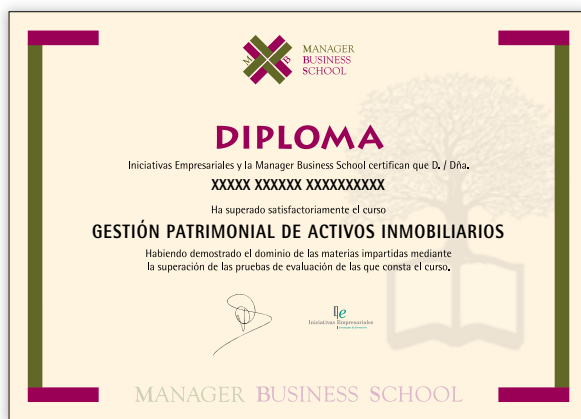 M B
MANAGER
BUSINESS
SCHOOL
DIPLOMA
Iniciativas Empresariales y la Manager Business School certifican que D. / Dña.
XXXXX XXXXXX XXXXXXXXXX
Ha superado satisfactoriamente el curso
GESTIÓN PATRIMONIAL DE ACTIVOS INMOBILIARIOS
Habiendo demostrado el dominio de las materias impartidas mediante
la superación de las pruebas de evaluación de las que consta el curso.
Iniciativas Empresariales
MANAGER BUSINESS SCHOOL